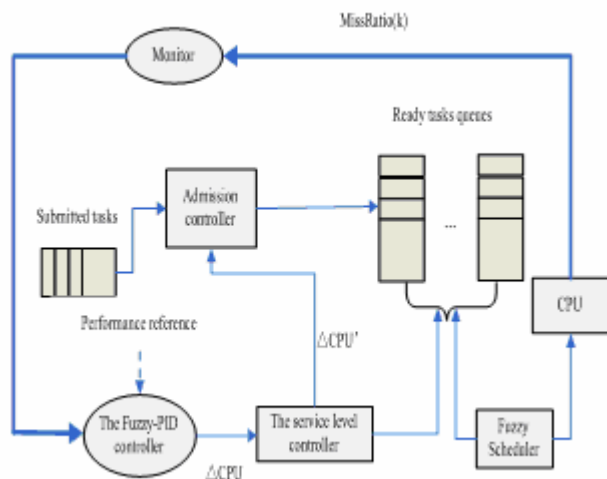 MissRatio(k)
Monitor
Ready tasks queues
Admission
controller
Submitted tasks
...
CPU
Performance reference
△CPU'
The Fuzzy-PID
controller
The service level
controller
Fuzzy
Scheduler
△CPU